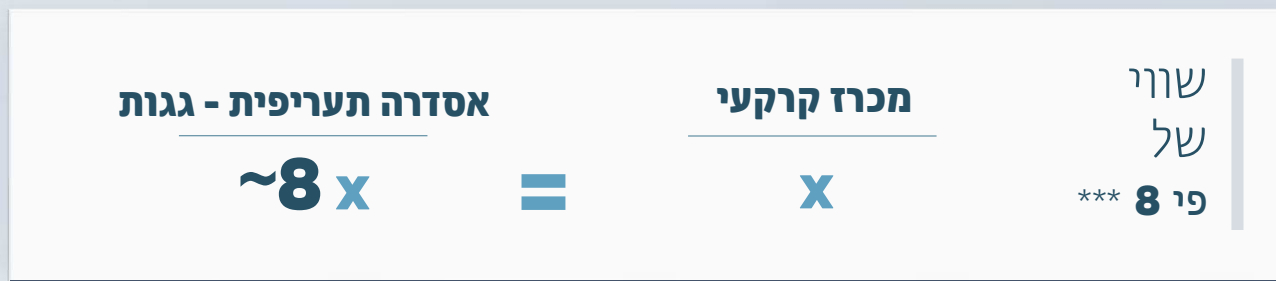 שווי
של
פי 8 ***
מכרז קרקעי
x
=
אסדרה תעריפית - גגות
~8 x